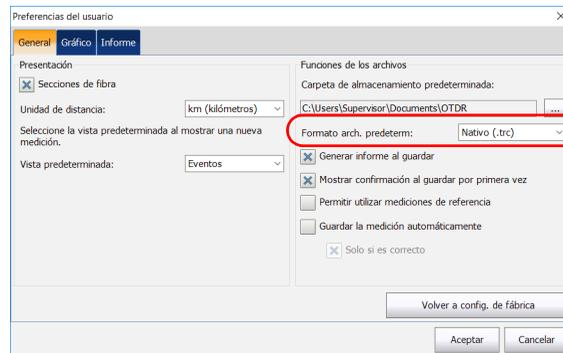 Preferencias del usuario
General Gráfico Informe
Presentación
Secciones de fibra
Unidad de distancia: km (kilómetros)
Seleccione la vista predeterminada al mostrar una nueva
medición.
Vista predeterminada: Eventos
Funciones de los archivos
Carpeta de almacenamiento predeterminada:
C:\Users\Supervisor\Documents\OTDR ...
Formato arch. predeterm: Nativo (.trc)
Generar informe al guardar
Mostrar confirmación al guardar por primera vez
Permitir utilizar mediciones de referencia
Guardar la medición automáticamente
Solo si es correcto
Volver a config. de fábrica
Aceptar Cancelar